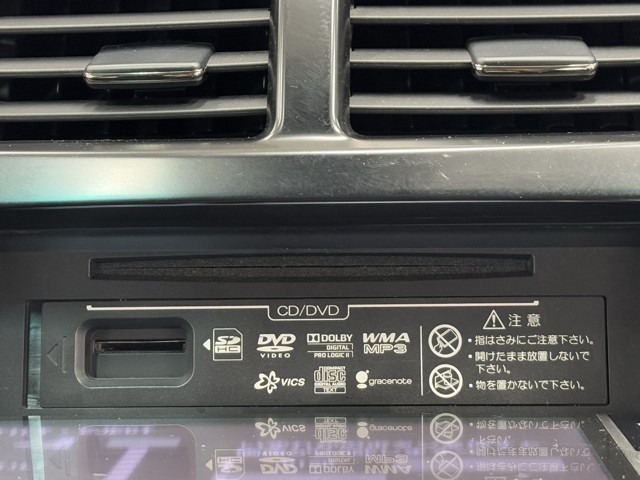 CD/DVD
SD HC
DVD VIDEO
DOLBY DIGITAL PRO LOGIC II
WMA MP3
VICS
COMPACT disc DIGITAL AUDIO TEXT
gracenote
注意
・指はさみにご注意下さい。
・開けたまま放置しないで
下さい。
・物を置かないで下さい。